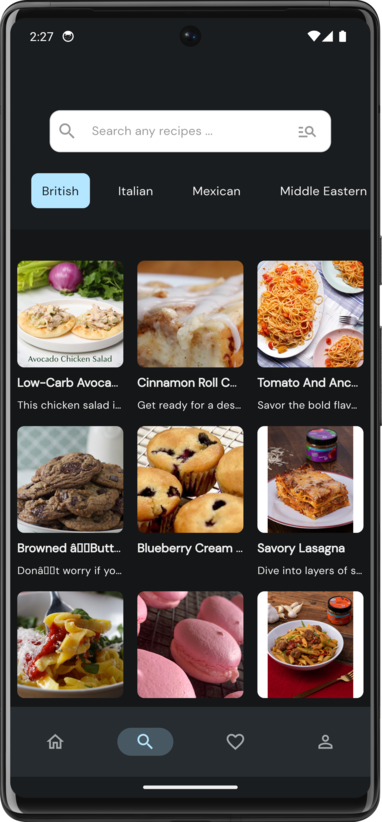 2:27
Search any recipes ...
British Italian Mexican Middle Eastern
Avocado Chicken Salad
Low-Carb Avoca... Cinnamon Roll C... Tomato And Anc...
This chicken salad i... Get ready for a des... Savor the bold flav...
Browned â▯▯Butt... Blueberry Cream ... Savory Lasagna
Donâ▯▯t worry if yo... Dive into layers of s...